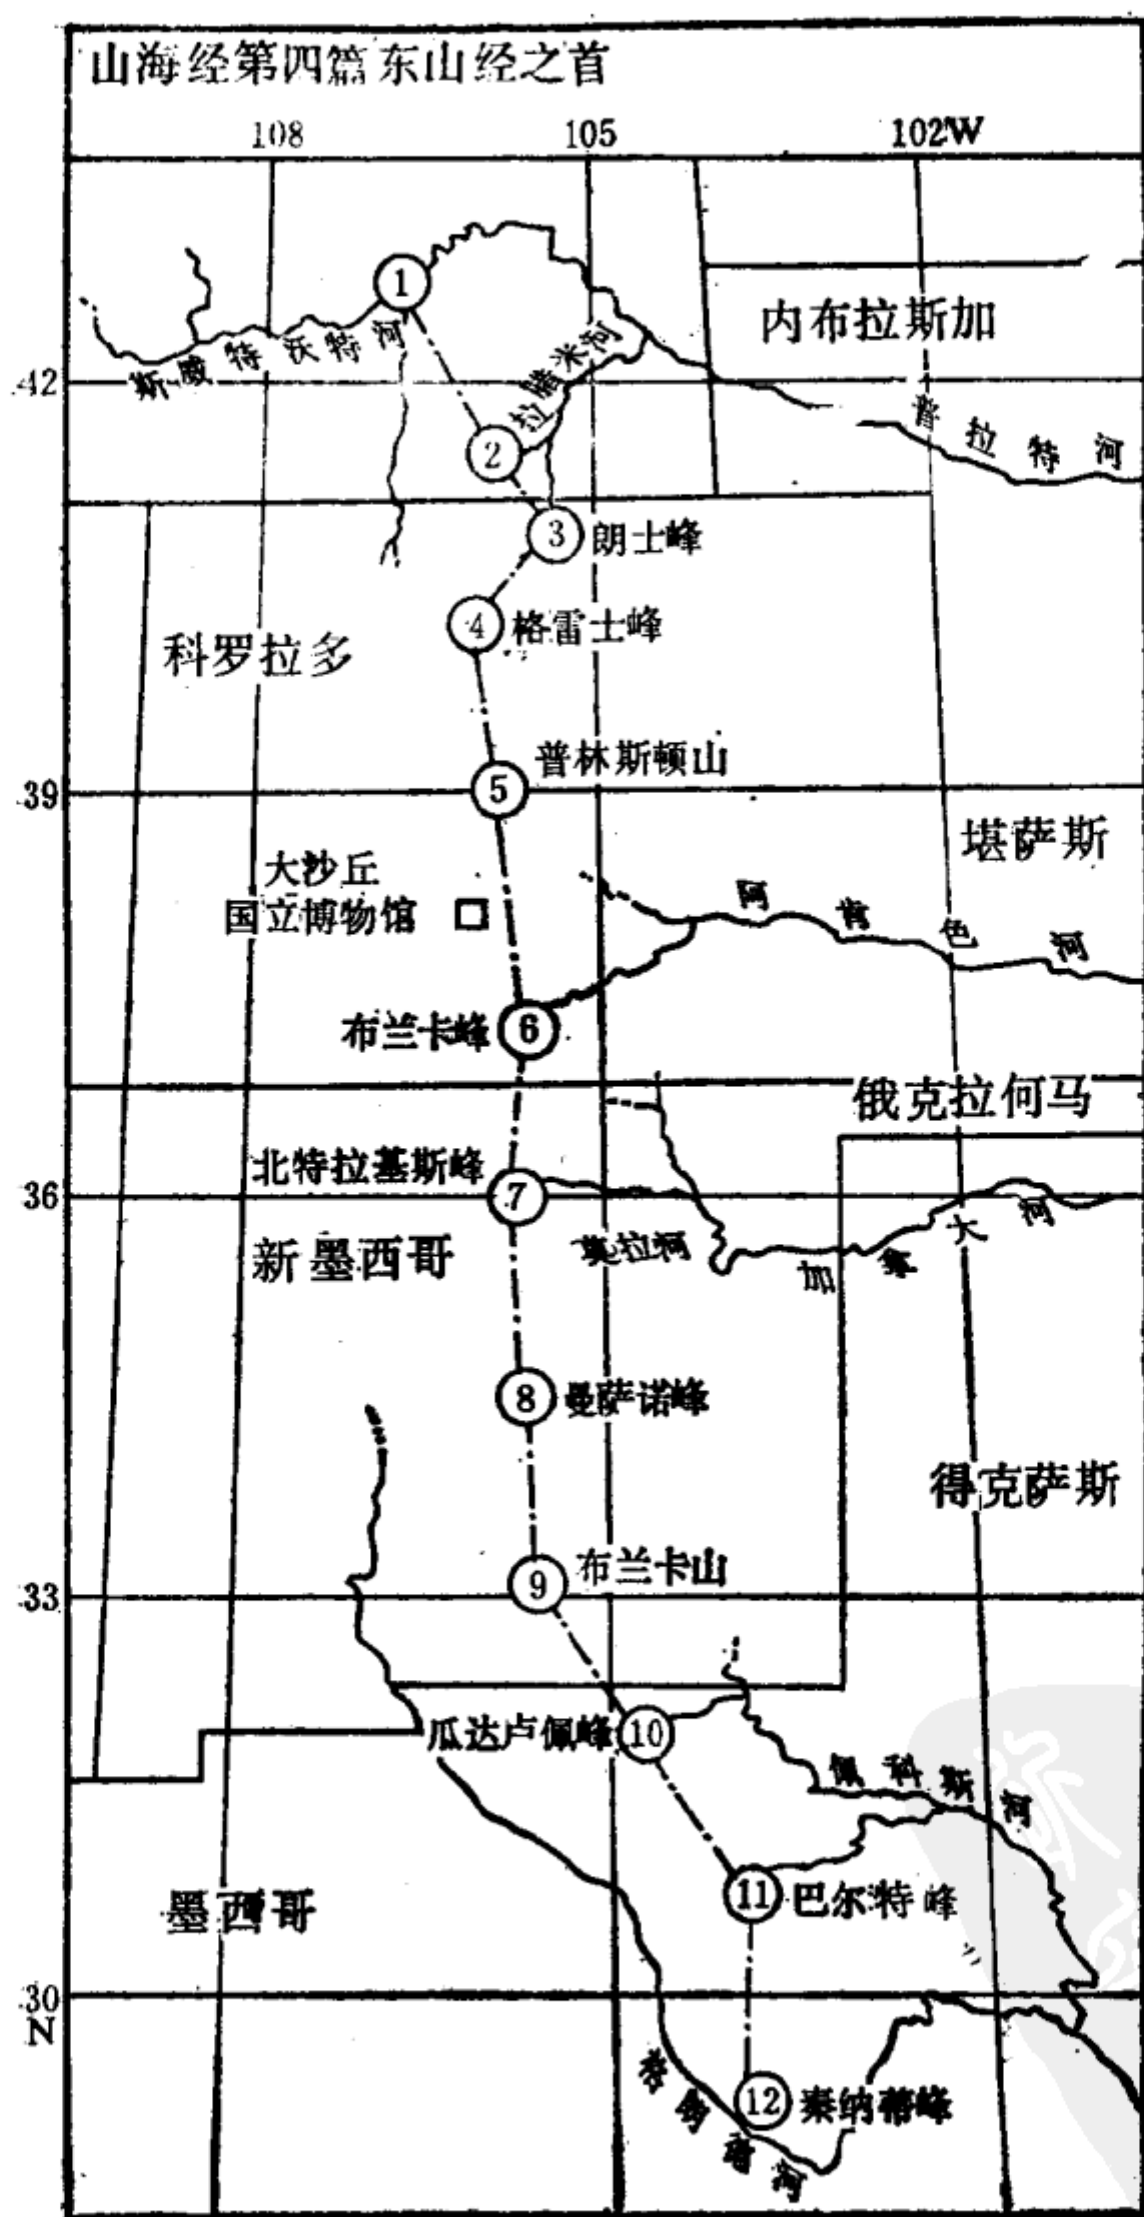 山海经第四篇东山经之首
108 105 102°W
①
内布拉斯加
斯威特沃特河
42
拉腊米河
普拉特河
②
③ 朗士峰
④ 格雷士峰
科罗拉多
普林斯顿山
39
⑤
堪萨斯
大沙丘
国立博物馆
阿肯色河
布兰卡峰 ⑥
俄克拉何马
北特拉基斯峰
36
⑦
莫拉河
加拿大河
新墨西哥
⑧ 曼萨诺峰
得克萨斯
⑨ 布兰卡山
33
瓜达卢佩峰 ⑩
佩科斯河
⑪ 巴尔特峰
墨西哥
30
N
⑫